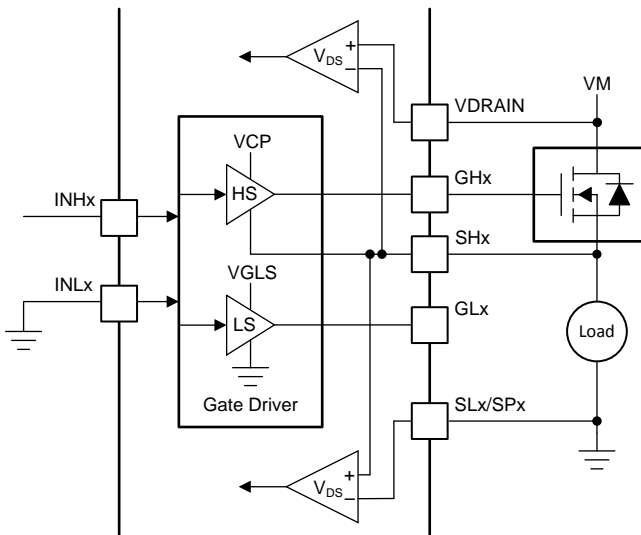 VDS
+
–
VM
VDRAIN
VCP
INHx
HS
GHx
SHx
INLx
VGLS
LS
GLx
Load
Gate Driver
SLx/SPx
VDS
+
–